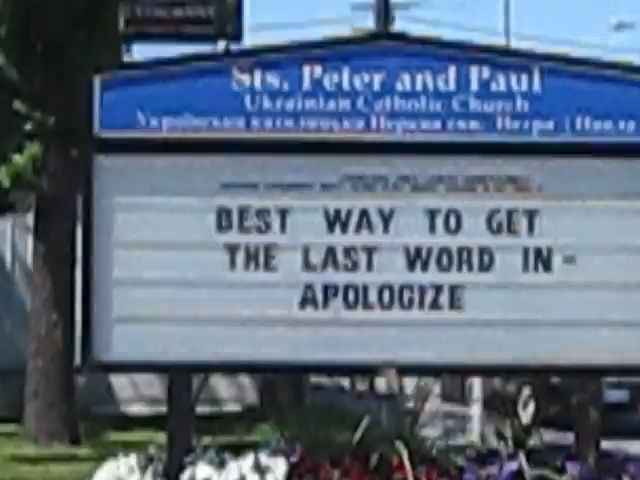 Sts. Peter and Paul
Ukrainian Catholic Church
BEST WAY TO GET
THE LAST WORD IN -
APOLOGIZE